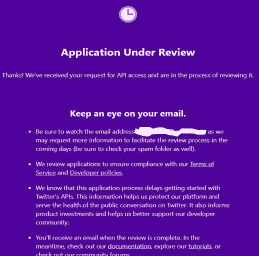 Application Under Review
Thanks! We've received your request for API access and are in the process of reviewing it.
Keep an eye on your email.
Be sure to watch the email address as we
may request more information to facilitate the review process in the
coming days (be sure to check your spam folder as well).
We review applications to ensure compliance with our Terms of
Service and Developer policies.
We know that this application process delays getting started with
Twitter's APIs. This information helps us protect our platform and
serve the health of the public conversation on Twitter. It also informs
product investments and helps us better support our developer
community.
You'll receive an email when the review is complete. In the
meantime, check out our documentation, explore our tutorials, or
check out our community forums.